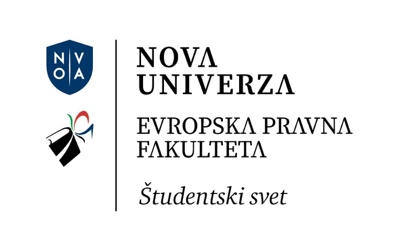 N V
O A
NOVA
UNIVERZA
EVROPSKA PRAVNA
FAKULTETA
Študentski svet